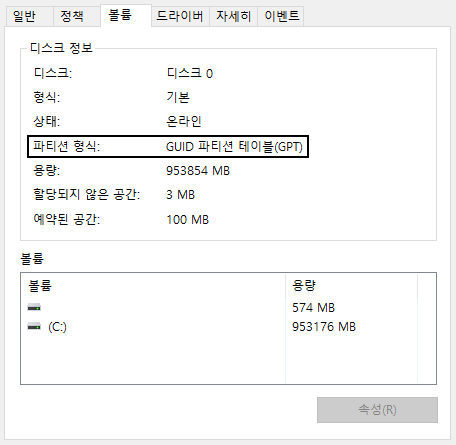 일반 정책 볼륨 드라이버 자세히 이벤트
디스크 정보
디스크: 디스크 0
형식: 기본
상태: 온라인
파티션 형식: GUID 파티션 테이블(GPT)
용량: 953854 MB
할당되지 않은 공간: 3 MB
예약된 공간: 100 MB
볼륨
볼륨 용량
574 MB
(C:) 953176 MB
속성(R)